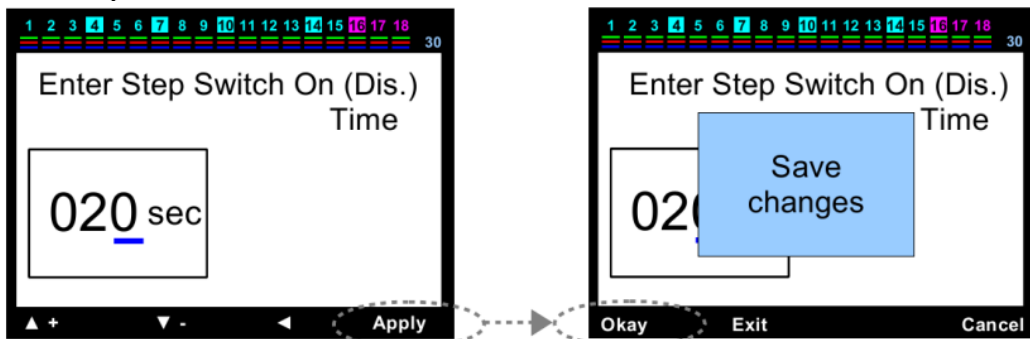 1 2 3 4 5 6 7 8 9 10 11 12 13 14 15 16 17 18
30
Enter Step Switch On (Dis.)
Time
020 sec
▲ + ▼ - ◄ Apply
1 2 3 4 5 6 7 8 9 10 11 12 13 14 15 16 17 18
30
Enter Step Switch On (Dis.)
Time
Save
changes
02
Okay Exit Cancel